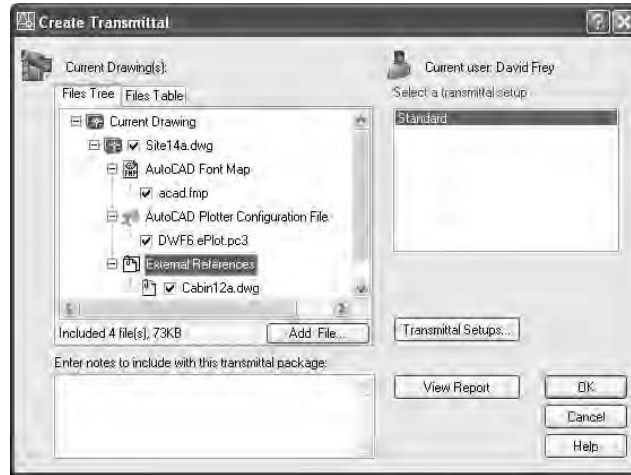 Create Transmittal
Current Drawing(s):
Files Tree
Files Table
Current Drawing
Site14a.dwg
AutoCAD Font Map
acad.fmp
AutoCAD Plotter Configuration File
DWF6 ePlot.pc3
External References
Cabin12a.dwg
Included 4 file(s), 73KB
Add File...
Enter notes to include with this transmittal package:
Current user: David Frey
Select a transmittal setup
Standard
Transmittal Setups...
View Report
OK
Cancel
Help